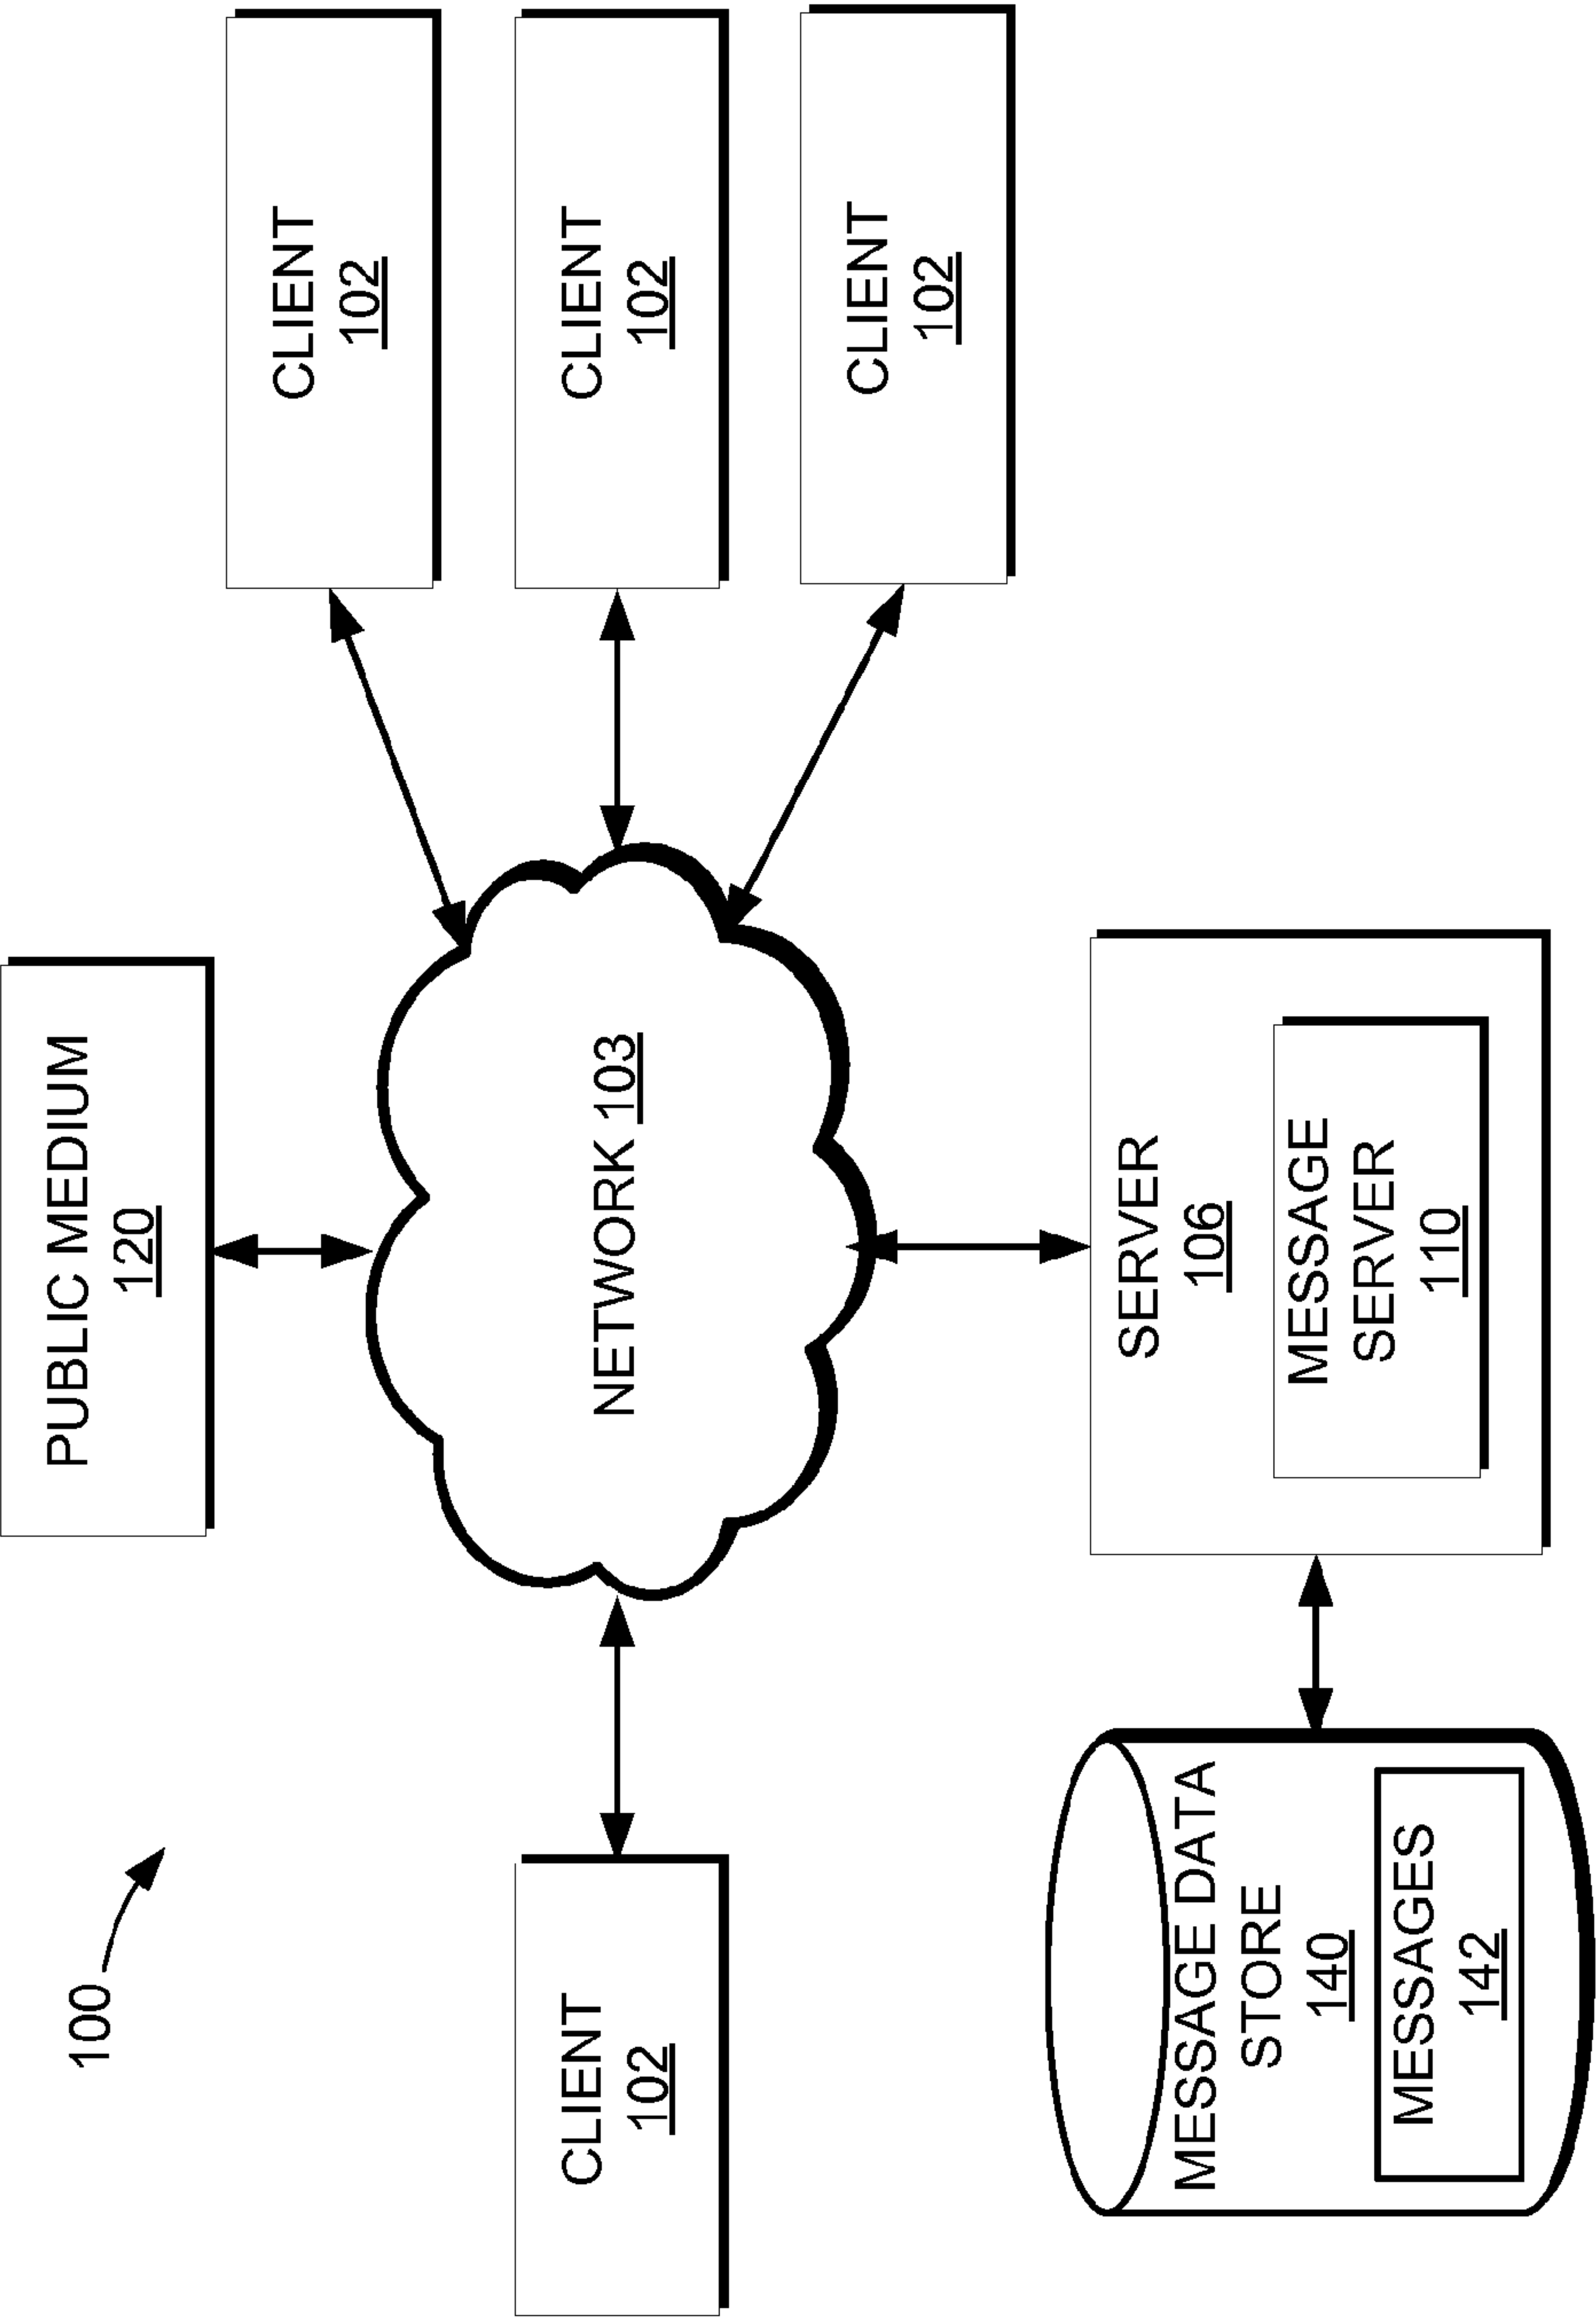 100
PUBLIC MEDIUM
120
CLIENT
102
CLIENT
102
NETWORK 103
CLIENT
102
CLIENT
102
MESSAGE DATA
STORE
140
MESSAGES
142
SERVER
106
MESSAGE
SERVER
110